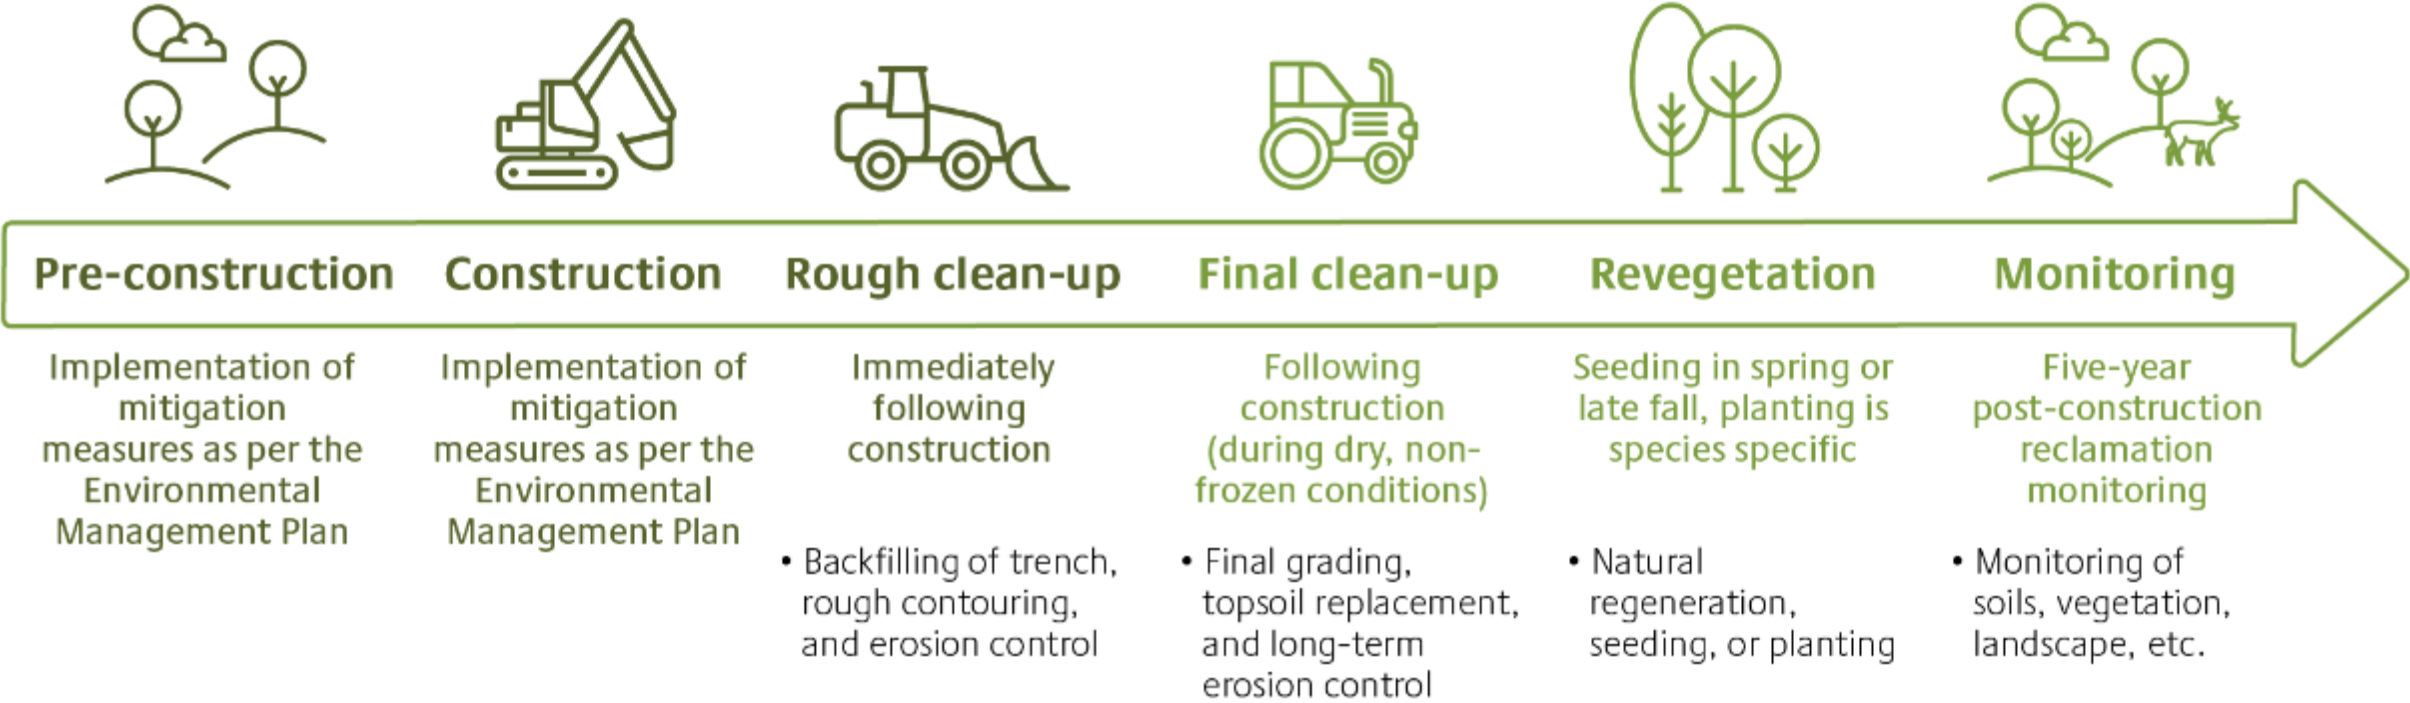 Pre-construction
Construction
Rough clean-up
Final clean-up
Revegetation
Monitoring
Implementation of
mitigation
measures as per the
Environmental
Management Plan
Implementation of
mitigation
measures as per the
Environmental
Management Plan
Immediately
following
construction
• Backfilling of trench,
rough contouring,
and erosion control
Following
construction
(during dry, non-
frozen conditions)
• Final grading,
topsoil replacement,
and long-term
erosion control
Seeding in spring or
late fall, planting is
species specific
• Natural
regeneration,
seeding, or planting
Five-year
post-construction
reclamation
monitoring
• Monitoring of
soils, vegetation,
landscape, etc.